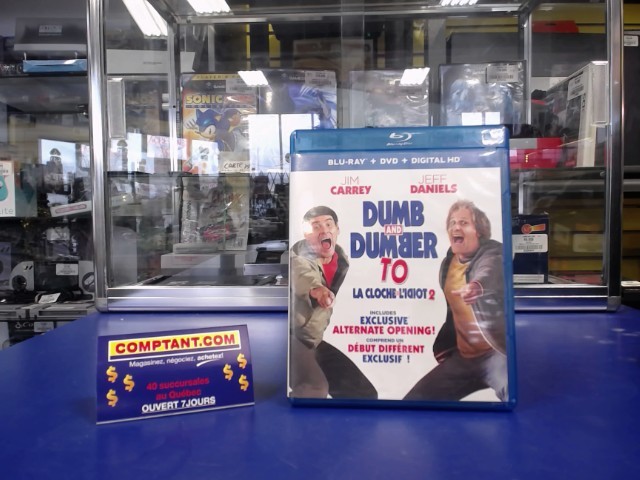 BLU-RAY + DVD + DIGITAL HD
JIM CARREY
JEFF DANIELS
DUMB
AND
DUMBER
TO
LA CLOCHE ET L'IDIOT 2
INCLUDES
EXCLUSIVE
ALTERNATE OPENING!
COMPREND UN
DÉBUT DIFFÉRENT
EXCLUSIF !
COMPTANT.COM
Magasinez, négociez, achetez!
40 succursales
au Québec
OUVERT 7JOURS
SONIC